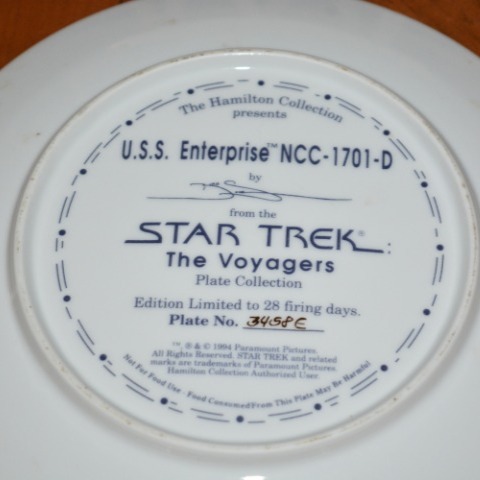 The Hamilton Collection
presents
U.S.S. Enterprise™ NCC-1701-D
by
from the
STAR TREK®:
The Voyagers
Plate Collection
Edition Limited to 28 firing days.
Plate No. 3458E
™, ® & © 1994 Paramount Pictures.
All Rights Reserved. STAR TREK and related
marks are trademarks of Paramount Pictures.
Hamilton Collection Authorized User.
Not For Food Use - Food Consumed From This Plate May Be Harmful.